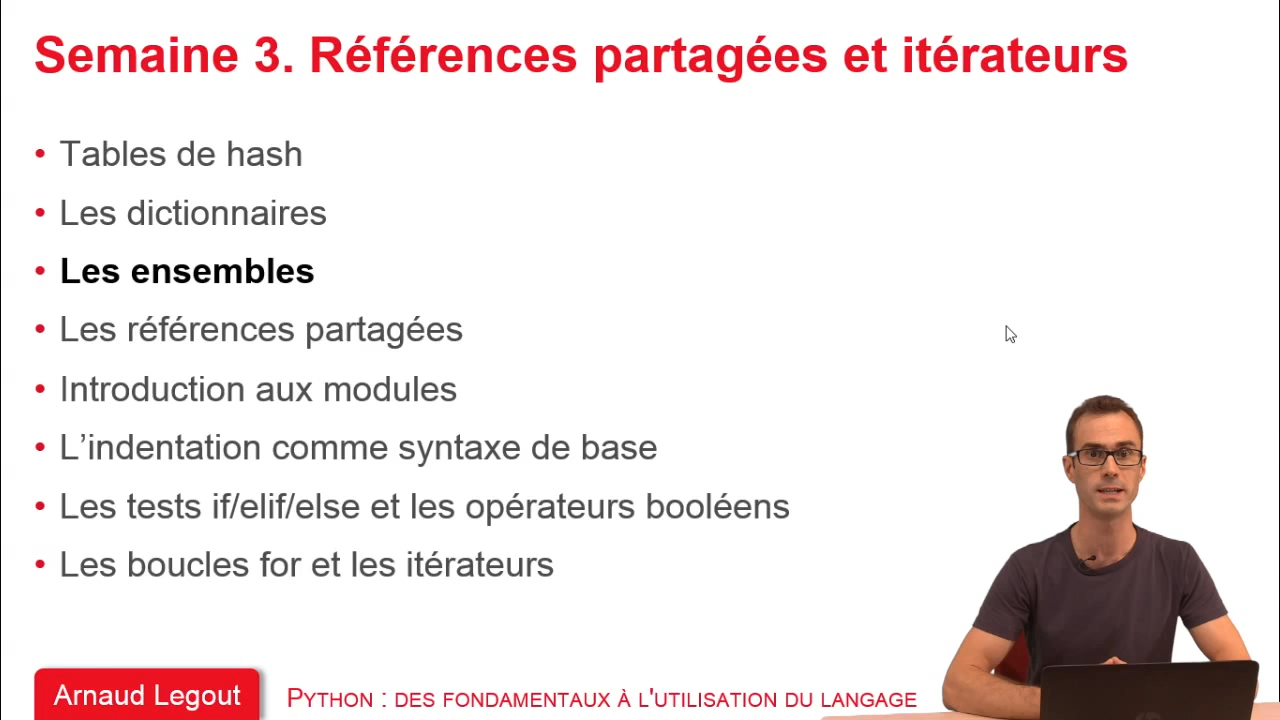 Semaine 3. Références partagées et itérateurs
• Tables de hash
• Les dictionnaires
• Les ensembles
• Les références partagées
• Introduction aux modules
• L’indentation comme syntaxe de base
• Les tests if/elif/else et les opérateurs booléens
• Les boucles for et les itérateurs
Arnaud Legout
PYTHON : DES FONDAMENTAUX À L'UTILISATION DU LANGAGE